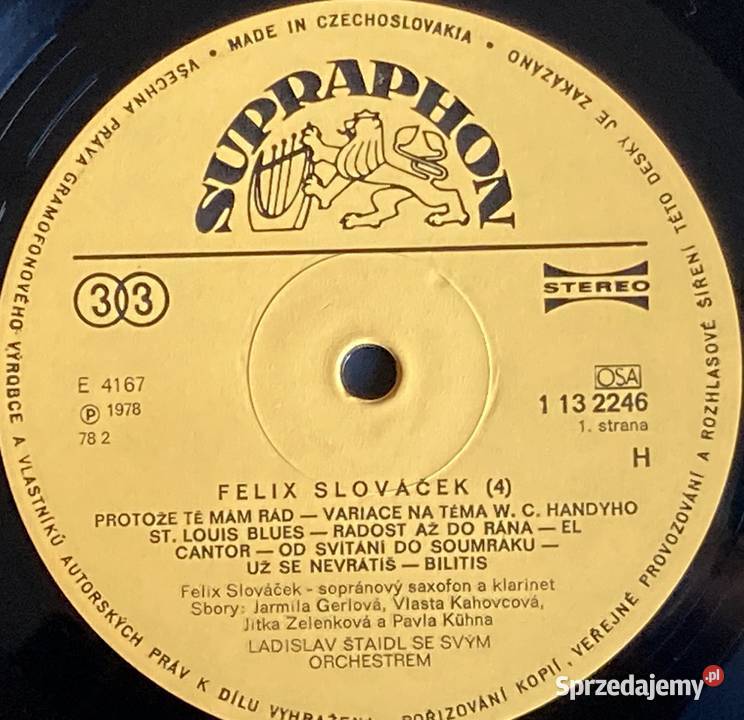 MADE IN CZECHOSLOVAKIA
VŠECHNA PRÁVA GRAMOFONOVÉHO VÝROBCE A VLASTNÍKŮ AUTORSKÝCH PRÁV K DÍLU VYHRAŽENA
POŘIZOVÁNÍ KOPIÍ, VEŘEJNÉ PROVOZOVÁNÍ A ROZHLASOVÉ ŠÍŘENÍ TÉTO DESKY JE ZAKÁZÁNO
SUPRAPHON
33
STEREO
E 4167
Ⓟ 1978
78 2
OSA
1 13 2246
1. strana
H
FELIX SLOVÁČEK (4)
PROTOŽE TĚ MÁM RÁD — VARIACE NA TÉMA W. C. HANDYHO
ST. LOUIS BLUES — RADOST AŽ DO RÁNA — EL
CANTOR — OD SVÍTÁNÍ DO SOUMRAKU —
UŽ SE NEVRÁTÍŠ — BILITIS
Felix Slováček - sopránový saxofon a klarinet
Sbory: Jarmila Gerlová, Vlasta Kahovcová,
Jitka Zelenková a Pavla Kühna
LADISLAV ŠTAIDL SE SVÝM
ORCHESTREM
Sprzedajemy.pl